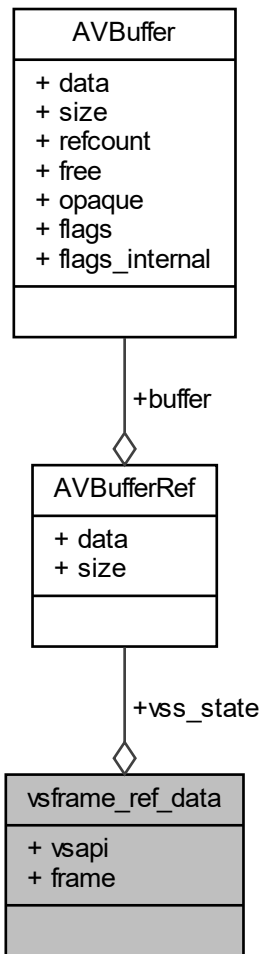 AVBuffer
+ data
+ size
+ refcount
+ free
+ opaque
+ flags
+ flags_internal
+buffer
AVBufferRef
+ data
+ size
+vss_state
vsframe_ref_data
+ vsapi
+ frame